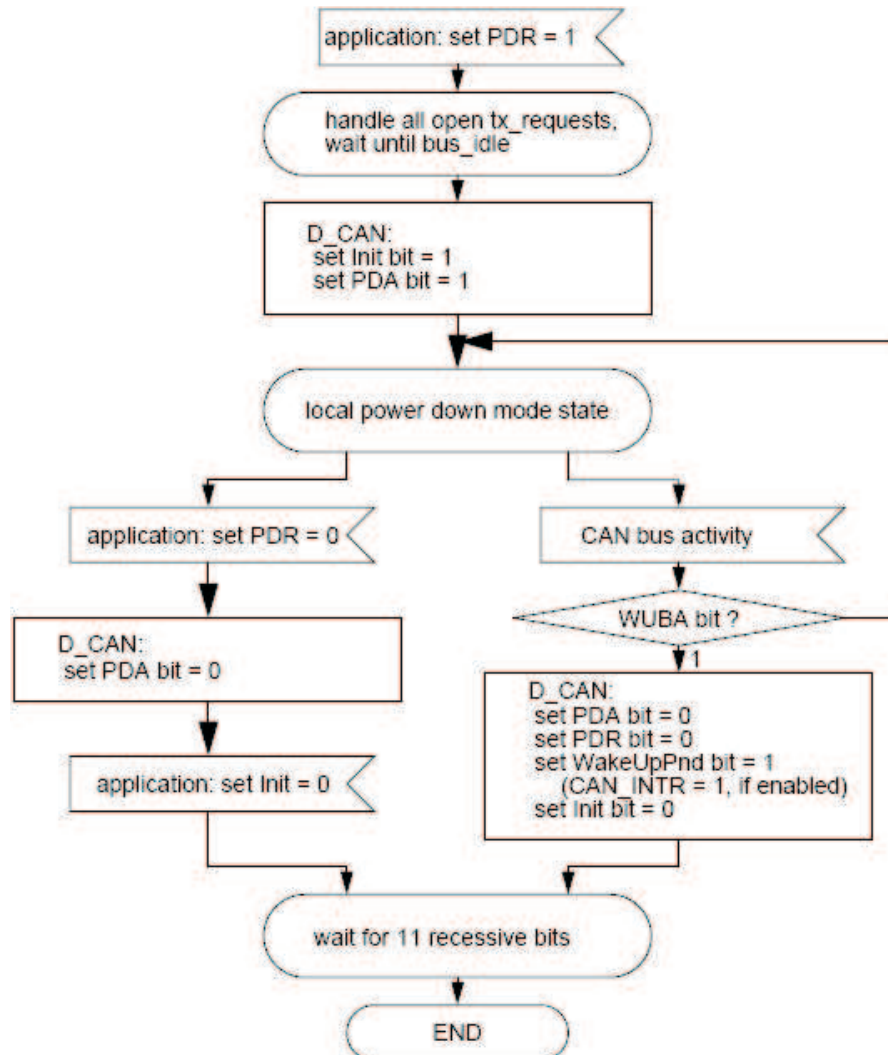 application: set PDR = 1
handle all open tx_requests,
wait until bus_idle
D_CAN:
set Init bit = 1
set PDA bit = 1
local power down mode state
application: set PDR = 0
CAN bus activity
D_CAN:
set PDA bit = 0
WUBA bit ?
1
application: set Init = 0
D_CAN:
set PDA bit = 0
set PDR bit = 0
set WakeUpPnd bit = 1
(CAN_INTR = 1, if enabled)
set Init bit = 0
wait for 11 recessive bits
END